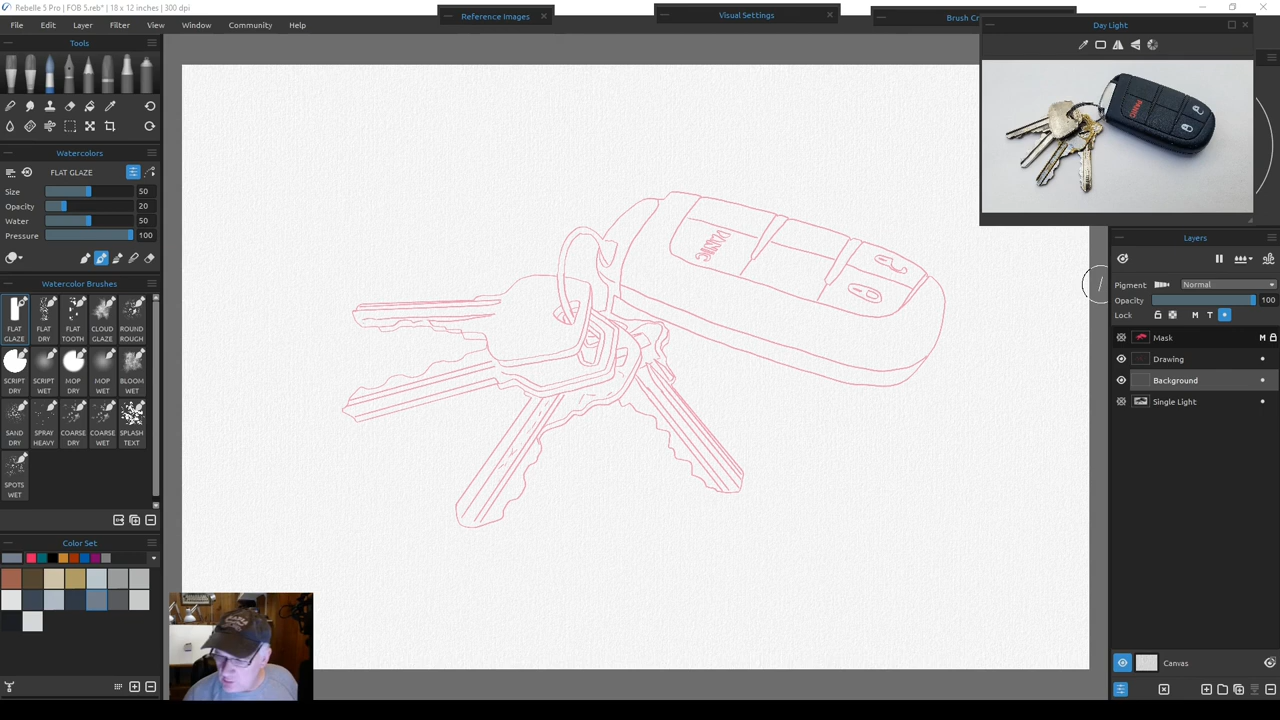 Rebelle 5 Pro | FOB 5.reb* | 18 x 12 inches | 300 dpi
File Edit Layer Filter View Window Community Help
Reference Images
Visual Settings
Brush Cr
Day Light
Tools
PANIC
Watercolors
FLAT GLAZE
Size 50
Opacity 20
Water 50
Pressure 100
Watercolor Brushes
FLAT GLAZE
FLAT DRY
FLAT TOOTH
CLOUD GLAZE
ROUND ROUGH
SCRIPT DRY
SCRIPT WET
MOP DRY
MOP WET
BLOOM WET
SAND DRY
SPRAY HEAVY
COARSE DRY
COARSE WET
SPLASH TEXT
SPOTS WET
Color Set
PANIC
Layers
Pigment Normal
Opacity 100
Lock M T
Mask M
Drawing
Background
Single Light
Canvas